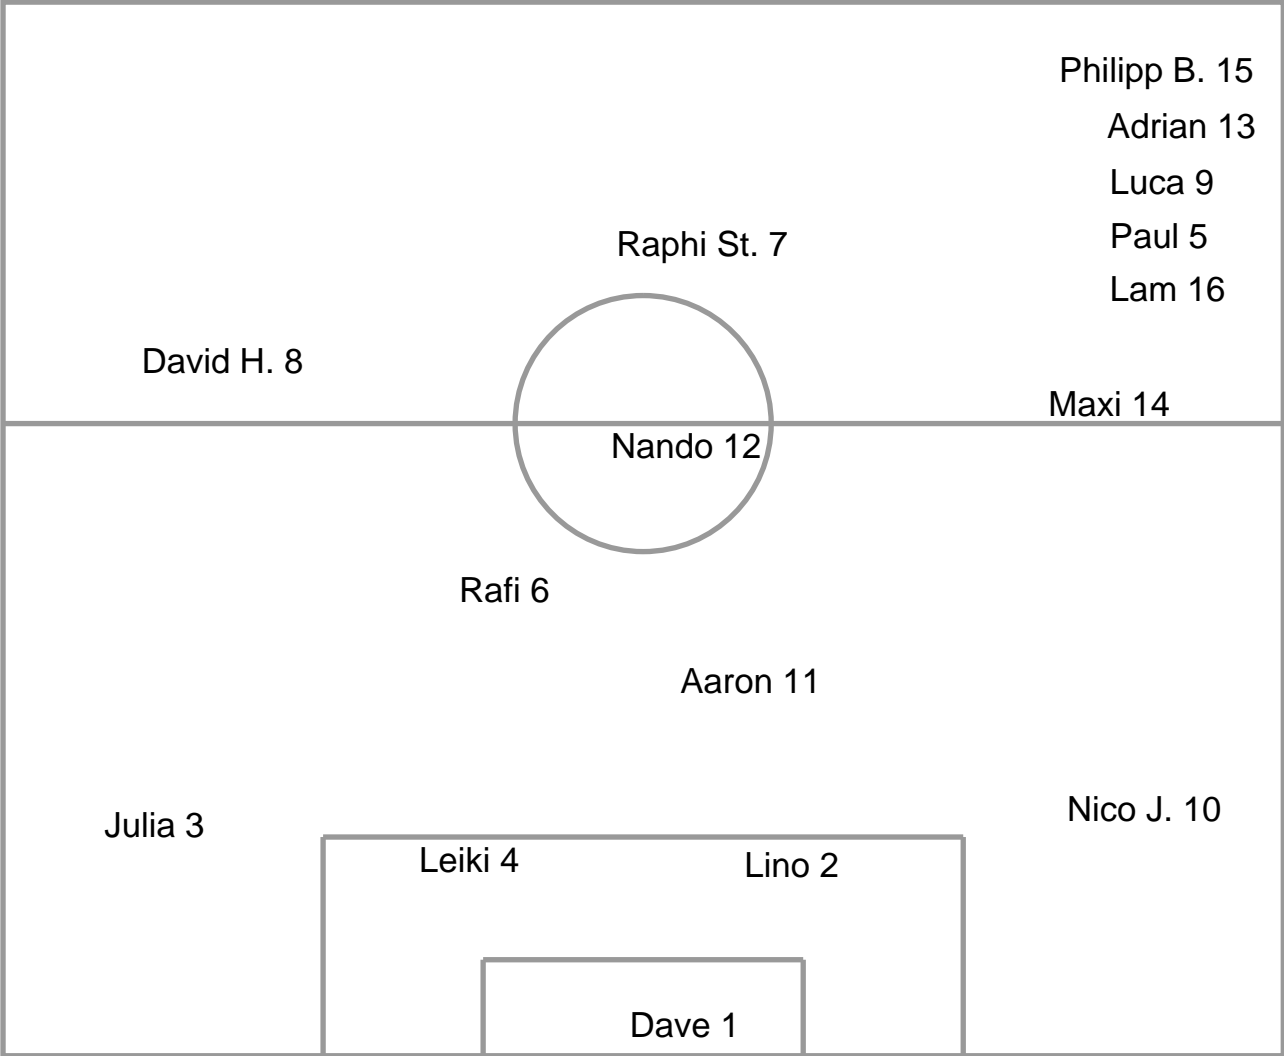 Philipp B. 15
Adrian 13
Luca 9
Paul 5
Raphi St. 7
Lam 16
David H. 8
Maxi 14
Nando 12
Rafi 6
Aaron 11
Nico J. 10
Julia 3
Leiki 4
Lino 2
Dave 1